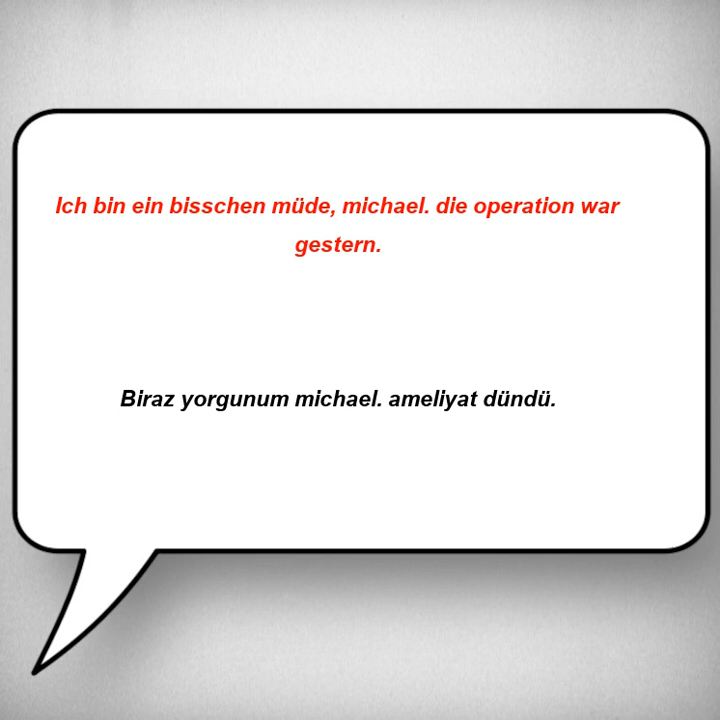 Ich bin ein bisschen müde, michael. die operation war
gestern.
Biraz yorgunum michael. ameliyat dündü.